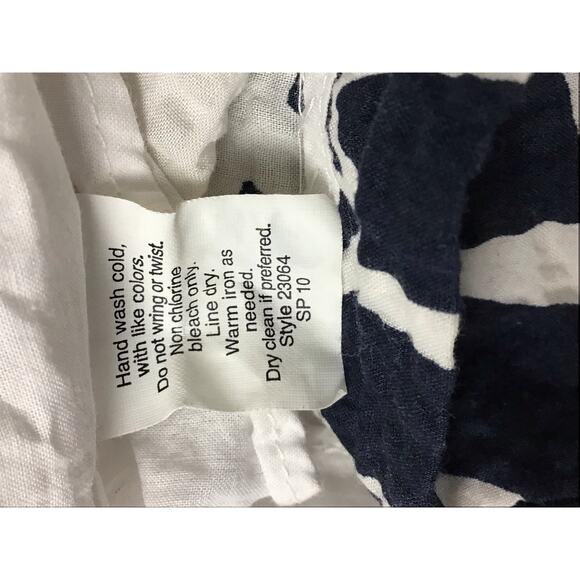 Hand wash cold,
with like colors.
Do not wring or twist.
Non chlorine
bleach only.
Line dry.
Warm iron as
needed.
Dry clean if preferred.
Style 23064
SP 10